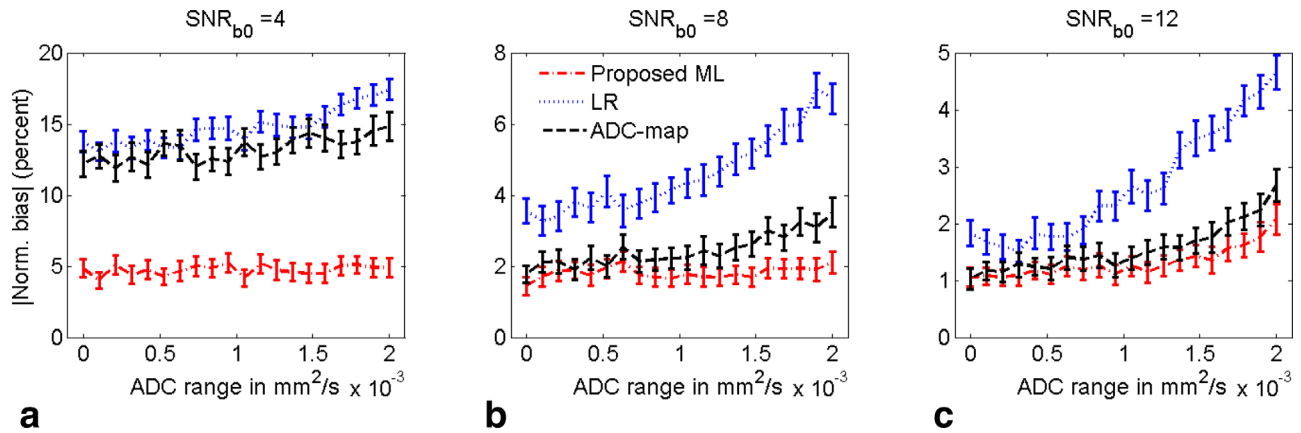 SNRb0 =4
|Norm. bias| (percent)
20
15
10
5
0
0 0.5 1 1.5 2
ADC range in mm²/s x 10⁻³
a
SNRb0 =8
Proposed ML
LR
ADC-map
8
6
4
2
0
0 0.5 1 1.5 2
ADC range in mm²/s x 10⁻³
b
SNRb0 =12
5
4
3
2
1
0
0 0.5 1 1.5 2
ADC range in mm²/s x 10⁻³
c